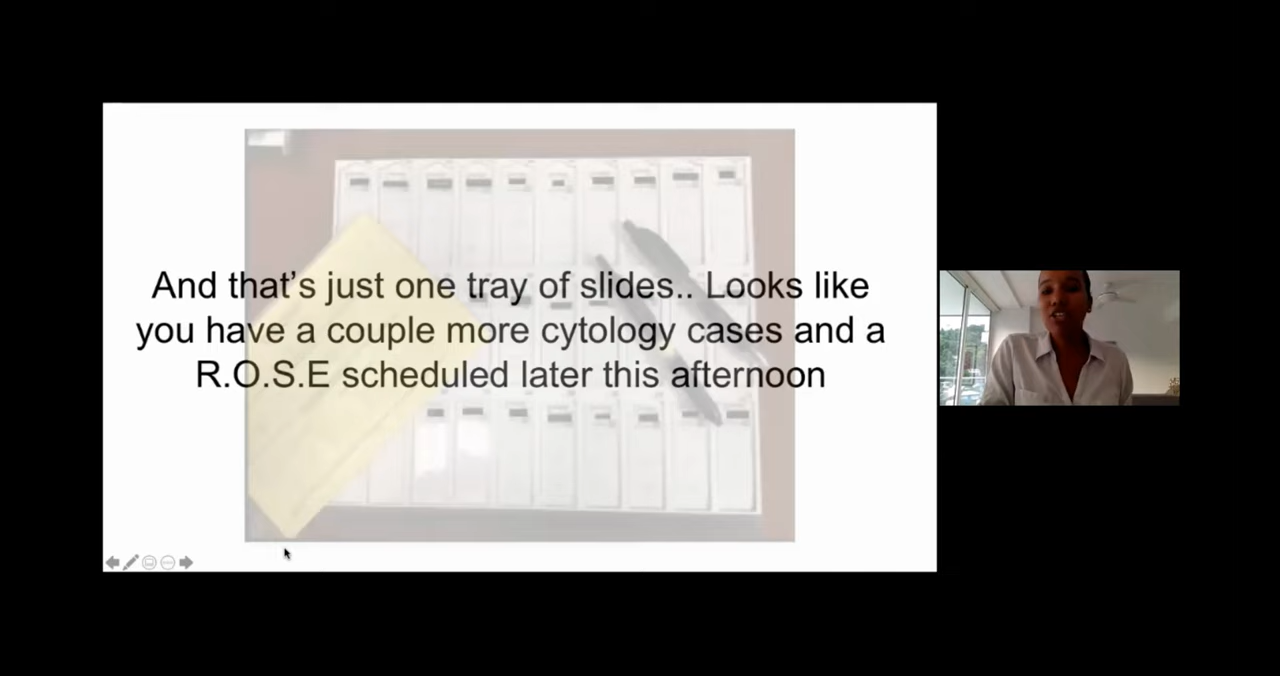 And that’s just one tray of slides.. Looks like
you have a couple more cytology cases and a
R.O.S.E scheduled later this afternoon